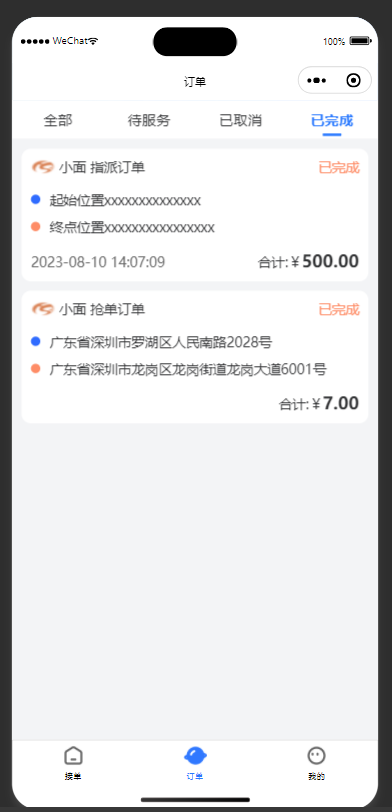 WeChat 100%
订单
全部 待服务 已取消 已完成
小面 指派订单 已完成
起始位置xxxxxxxxxxxxxx
终点位置xxxxxxxxxxxxxxxx
2023-08-10 14:07:09 合计:￥500.00
小面 抢单订单 已完成
广东省深圳市罗湖区人民南路2028号
广东省深圳市龙岗区龙岗街道龙岗大道6001号
合计:￥7.00
接单 订单 我的